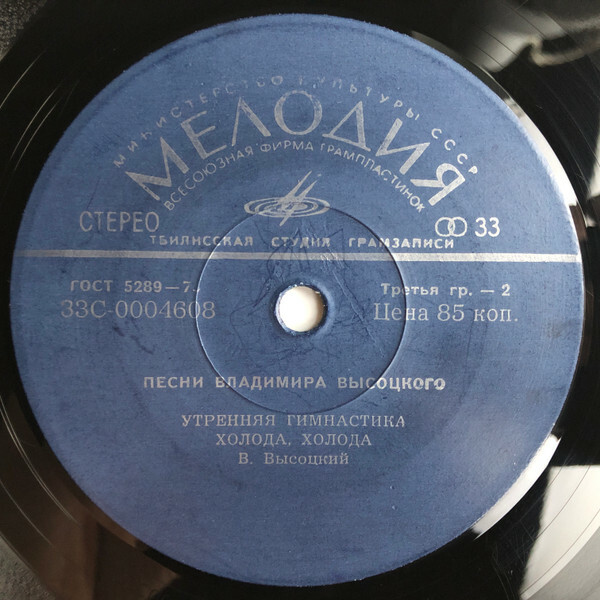 МИНИСТЕРСТВО КУЛЬТУРЫ СССР
МЕЛОДИЯ
ВСЕСОЮЗНАЯ ФИРМА ГРАМПЛАСТИНОК
СТЕРЕО 33
ТБИЛИССКАЯ СТУДИЯ ГРАМЗАПИСИ
ГОСТ 5289—7 Третья гр. — 2
33С-0004608 Цена 85 коп.
ПЕСНИ ВЛАДИМИРА ВЫСОЦКОГО
УТРЕННЯЯ ГИМНАСТИКА
ХОЛОДА, ХОЛОДА
В. Высоцкий